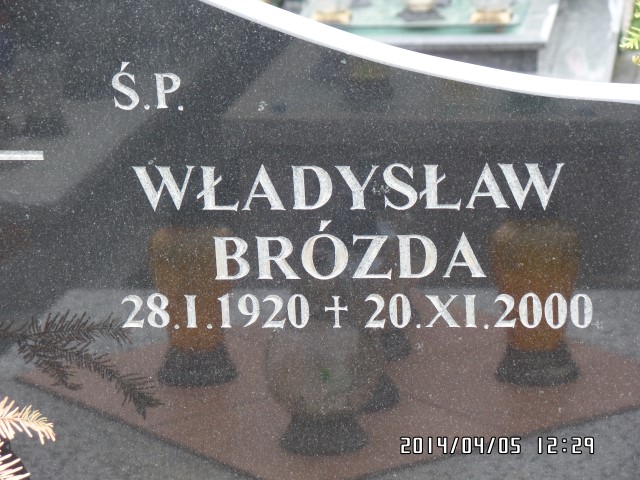 Ś.P.
WŁADYSŁAW
BRÓZDA
28.I.1920 ✝ 20.XI.2000
2014/04/05 12:29